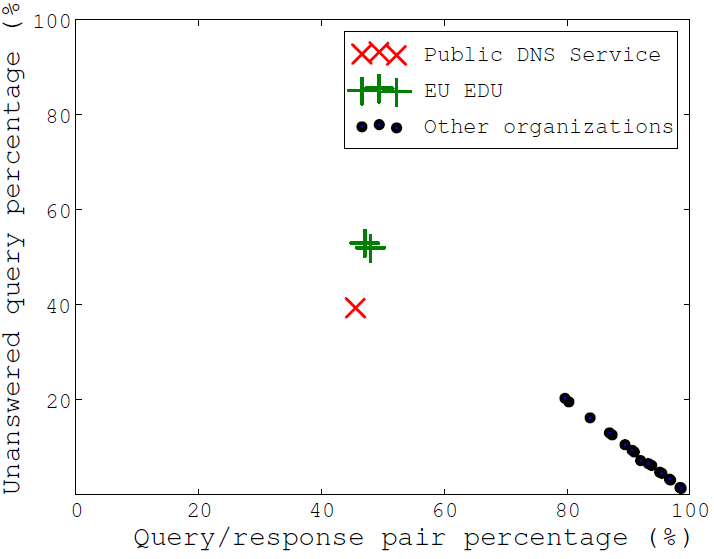 Unanswered query percentage (%
100
80
60
40
20
Public DNS Service
EU EDU
Other organizations
0 20 40 60 80 100
Query/response pair percentage (%)